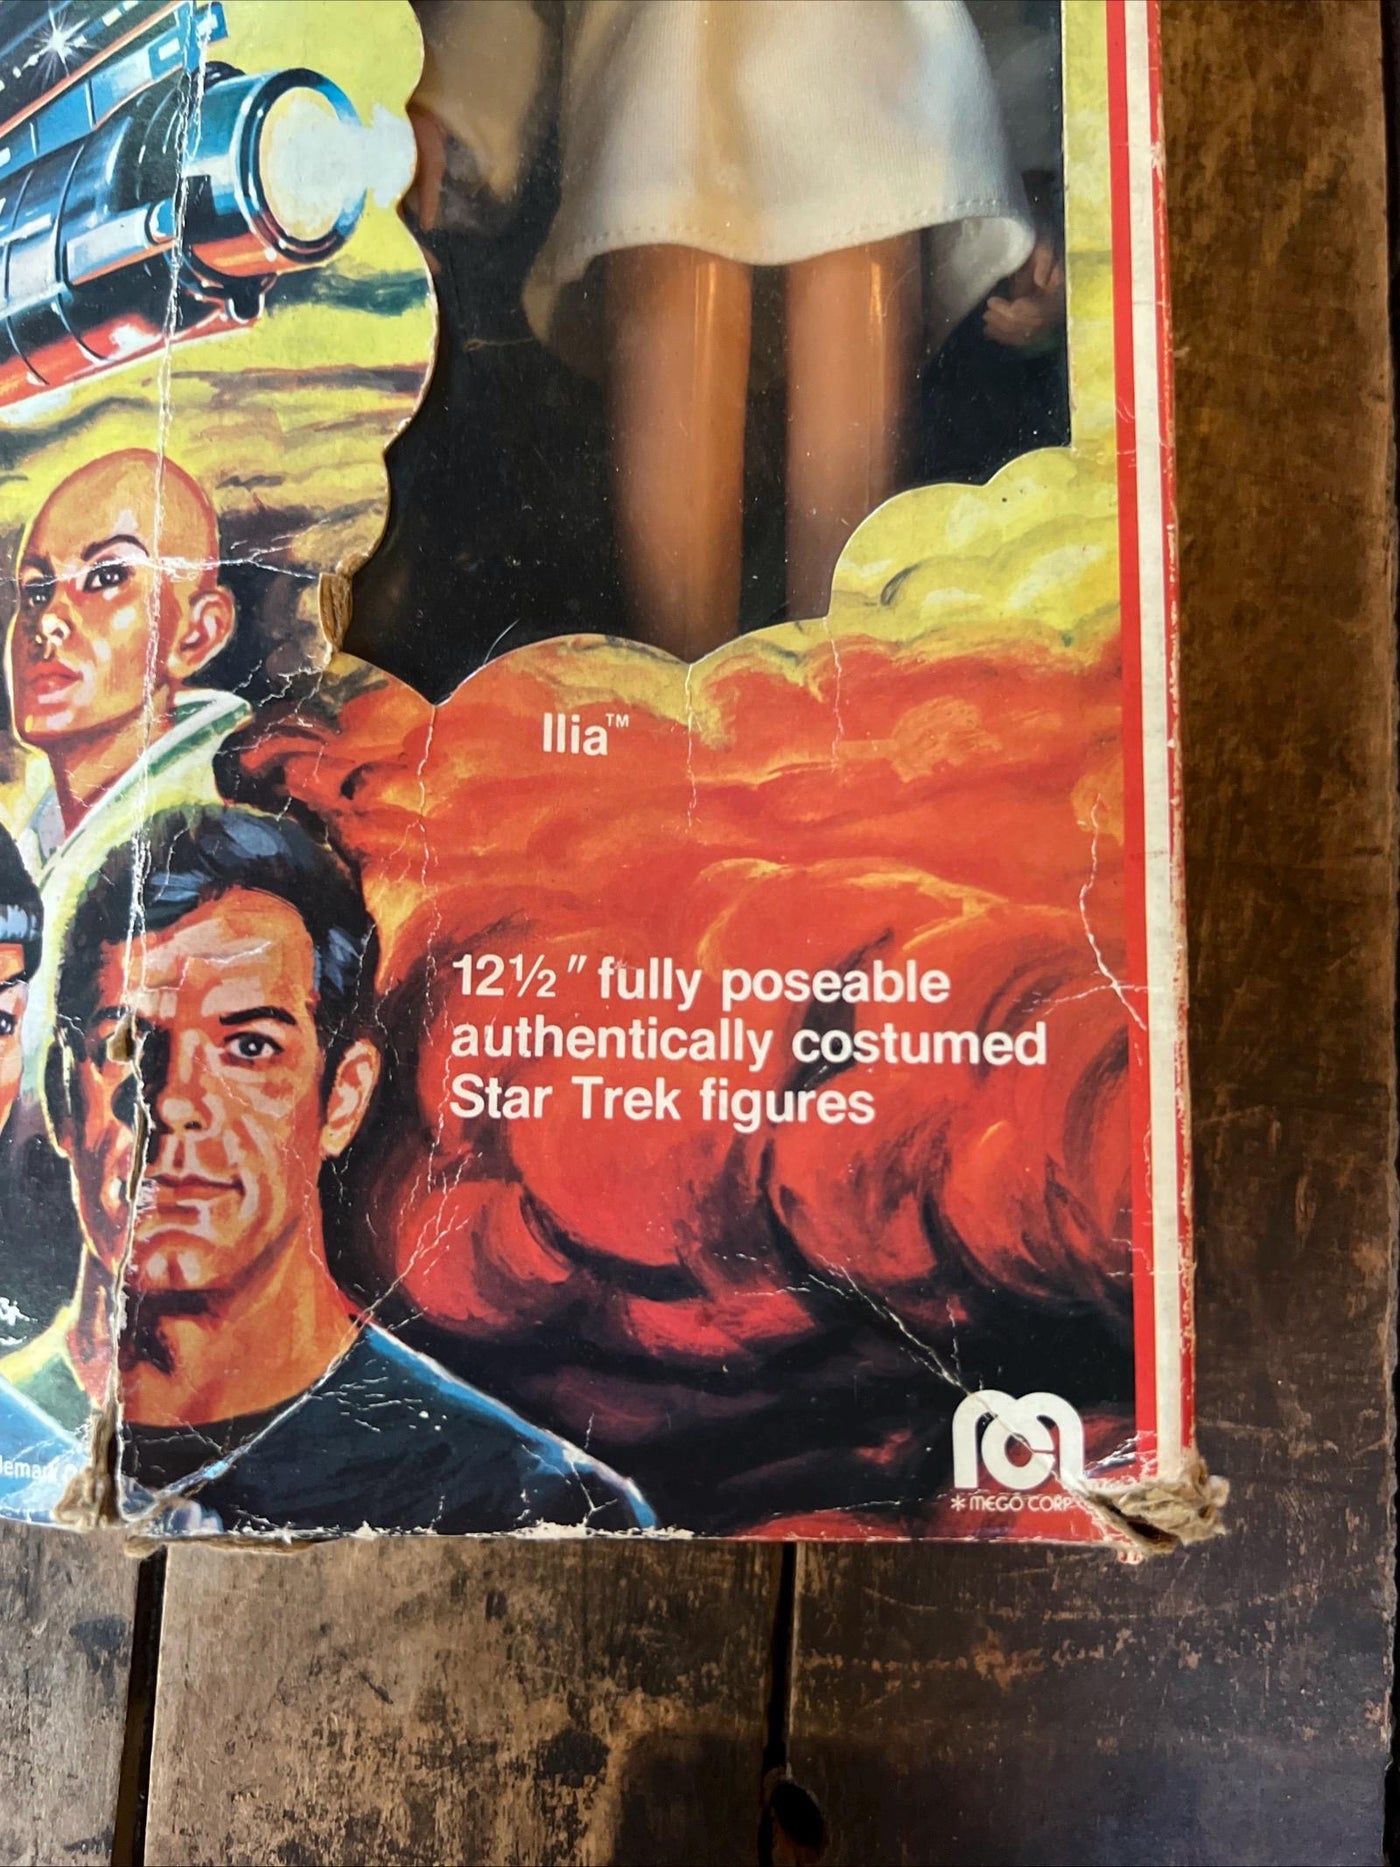 Ilia™
12½" fully poseable
authentically costumed
Star Trek figures
* MEGO CORP